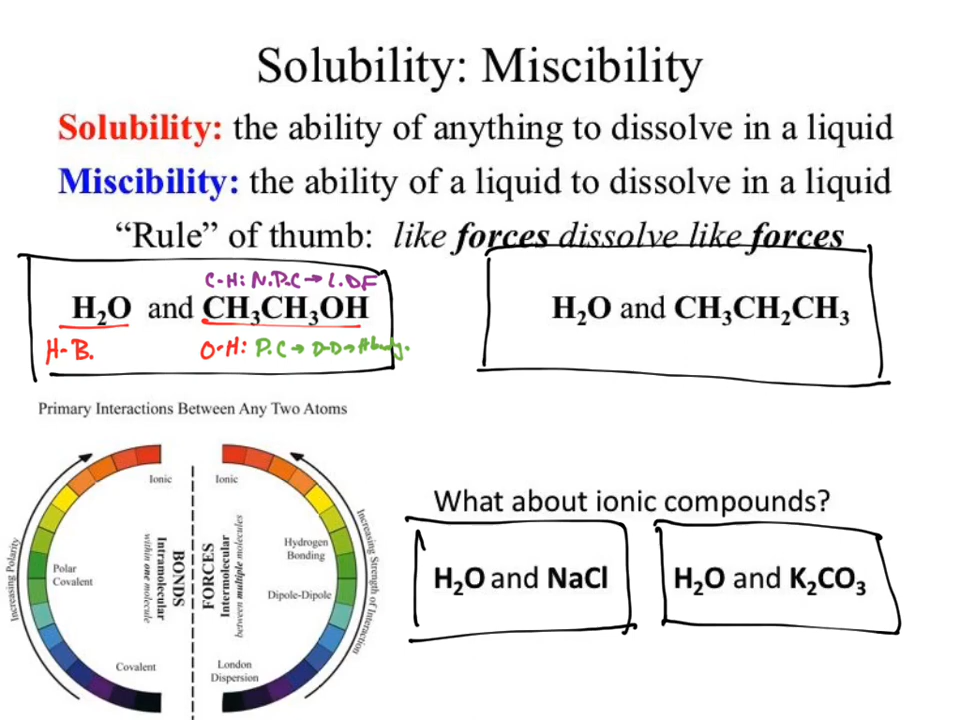 Solubility: Miscibility
Solubility: the ability of anything to dissolve in a liquid
Miscibility: the ability of a liquid to dissolve in a liquid
“Rule” of thumb: like forces dissolve like forces
C-H: N.P.C → L.DF
H₂O and CH₃CH₃OH
H-B. O-H: P.C → D-D →
H₂O and CH₃CH₂CH₃
Primary Interactions Between Any Two Atoms
Ionic
Polar
Covalent
Covalent
Increasing Polarity
BONDS
Intramolecular
within one molecule
FORCES
Intermolecular
between multiple molecules
Ionic
Hydrogen
Bonding
Dipole-Dipole
London
Dispersion
Increasing Strength of Interaction
What about ionic compounds?
H₂O and NaCl
H₂O and K₂CO₃